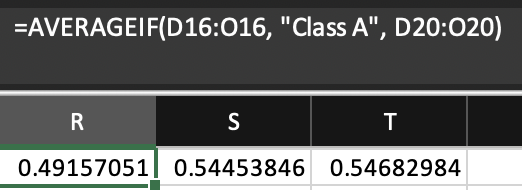 =AVERAGEIF(D16:O16, "Class A", D20:O20)
R S T
0.49157051 0.54453846 0.54682984